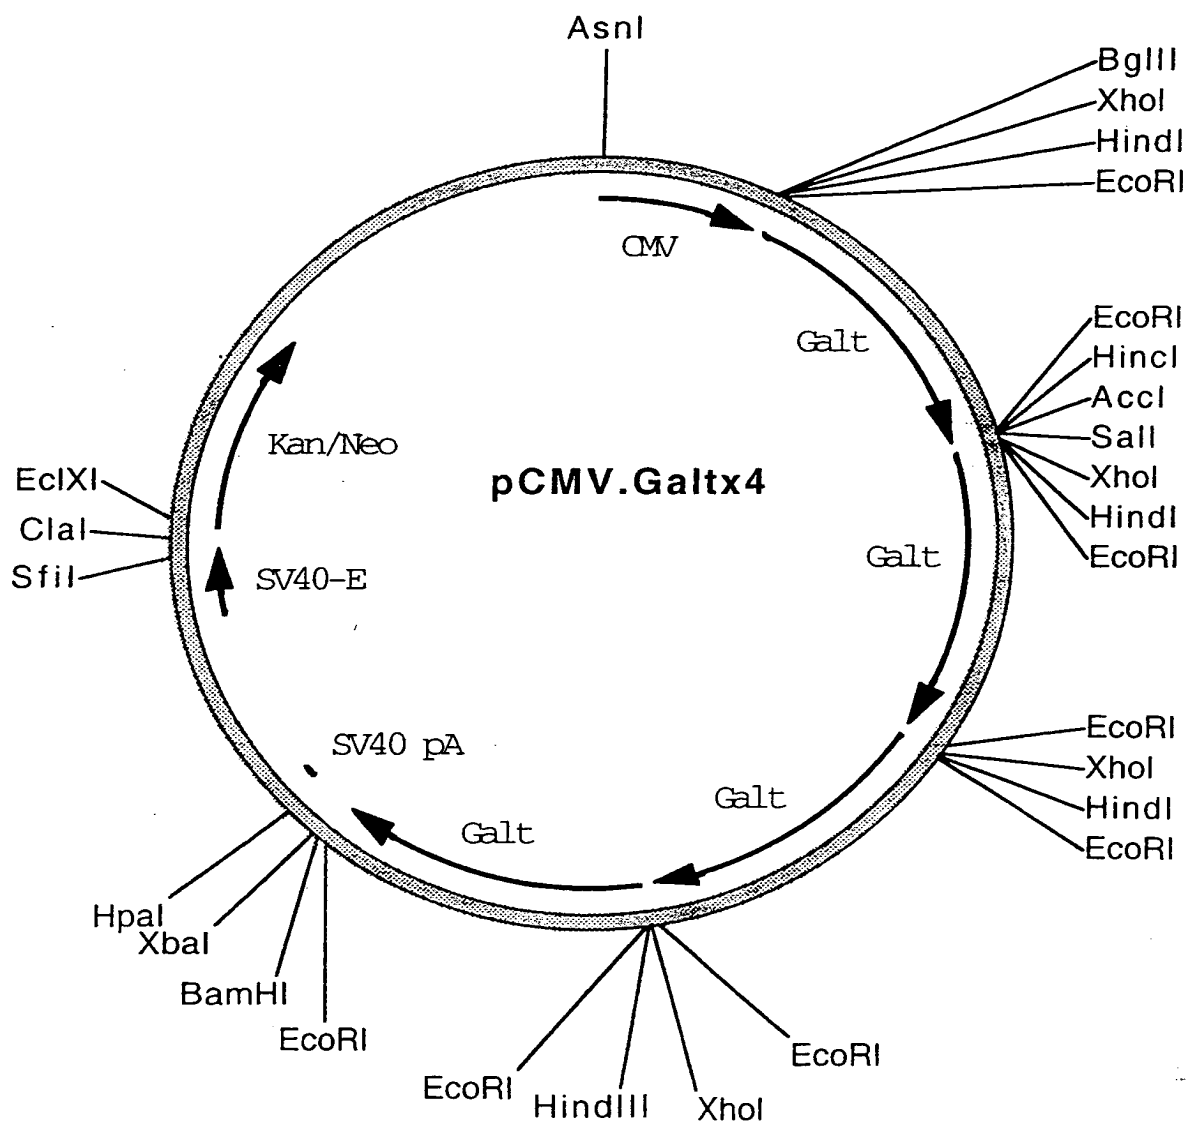 AsnI
BglII
XhoI
HindI
EcoRI
CMV
Galt
EcoRI
HincI
AccI
SalI
XhoI
HindI
EcoRI
Kan/Neo
pCMV.Galtx4
EclXI
ClaI
SfiI
SV40-E
Galt
EcoRI
XhoI
HindI
EcoRI
SV40 pA
Galt
Galt
HpaI
XbaI
BamHI
EcoRI
EcoRI
HindIII
XhoI
EcoRI